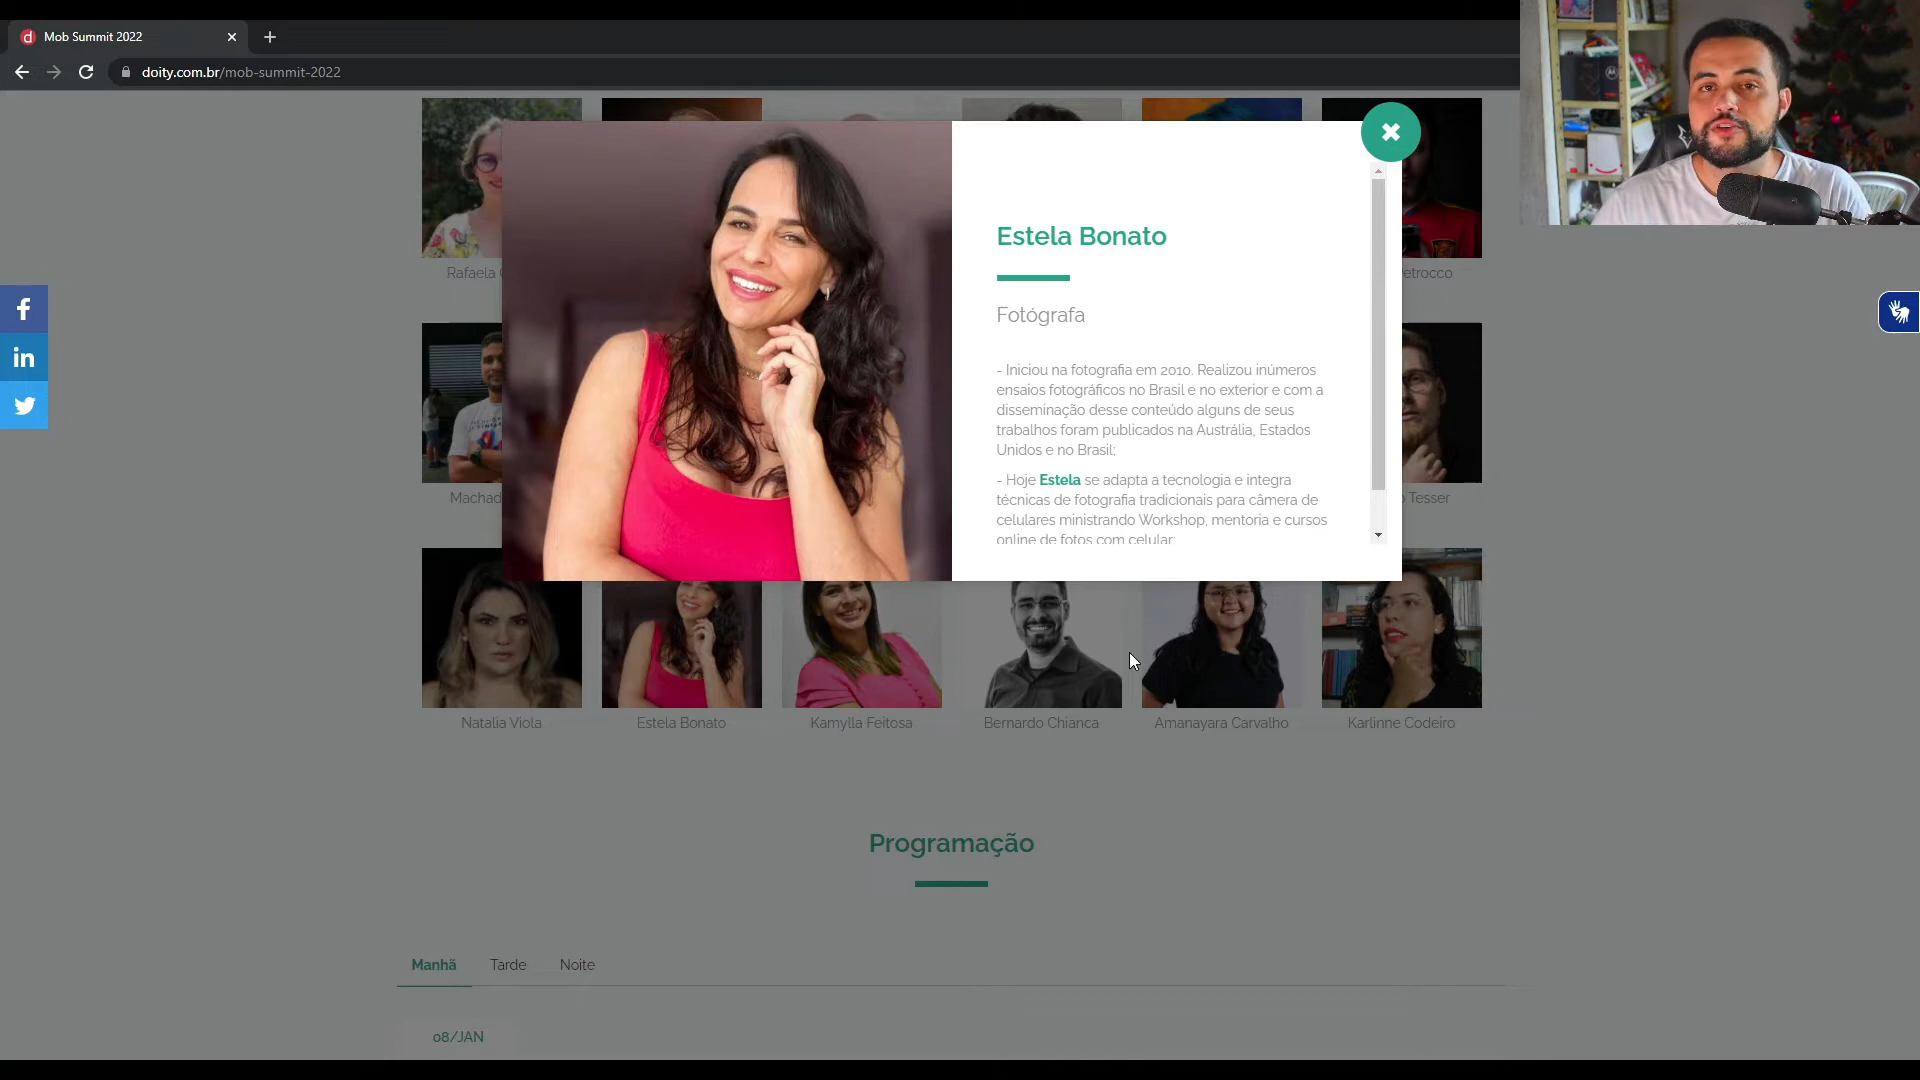 Mob Summit 2022
doity.com.br/mob-summit-2022
Estela Bonato
Rafaela
etrocco
Fotógrafa
- Iniciou na fotografia em 2010. Realizou inúmeros
ensaios fotográficos no Brasil e no exterior e com a
disseminação desse conteúdo alguns de seus
trabalhos foram publicados na Austrália, Estados
Unidos e no Brasil;
- Hoje Estela se adapta a tecnologia e integra
técnicas de fotografia tradicionais para câmera de
celulares ministrando Workshop, mentoria e cursos
online de fotos com celular;
Machad
Tesser
Natalia Viola
Estela Bonato
Kamylla Feitosa
Bernardo Chianca
Amanayara Carvalho
Karlinne Codeiro
Programação
Manhã
Tarde
Noite
08/JAN